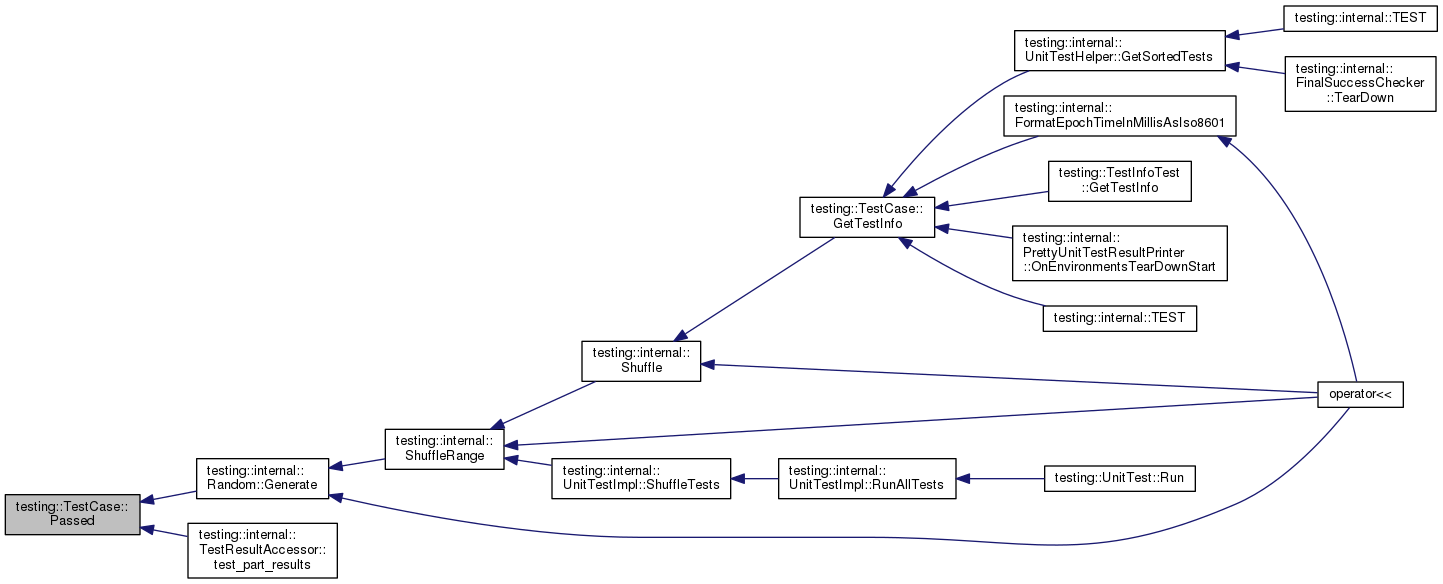 testing::internal::TEST
testing::internal::
UnitTestHelper::GetSortedTests
testing::internal::
FinalSuccessChecker
::TearDown
testing::internal::
FormatEpochTimeInMillisAsIso8601
testing::TestInfoTest
::GetTestInfo
testing::TestCase::
GetTestInfo
testing::internal::
PrettyUnitTestResultPrinter
::OnEnvironmentsTearDownStart
testing::internal::TEST
testing::internal::
Shuffle
operator<<
testing::internal::
ShuffleRange
testing::internal::
Random::Generate
testing::internal::
UnitTestImpl::ShuffleTests
testing::internal::
UnitTestImpl::RunAllTests
testing::UnitTest::Run
testing::TestCase::
Passed
testing::internal::
TestResultAccessor::
test_part_results